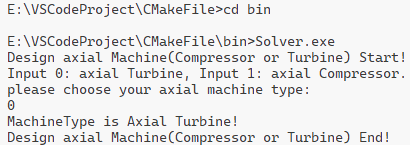 E:\VSCodeProject\CMakeFile>cd bin
E:\VSCodeProject\CMakeFile\bin>Solver.exe
Design axial Machine(Compressor or Turbine) Start!
Input 0: axial Turbine, Input 1: axial Compressor.
please choose your axial machine type:
0
MachineType is Axial Turbine!
Design axial Machine(Compressor or Turbine) End!